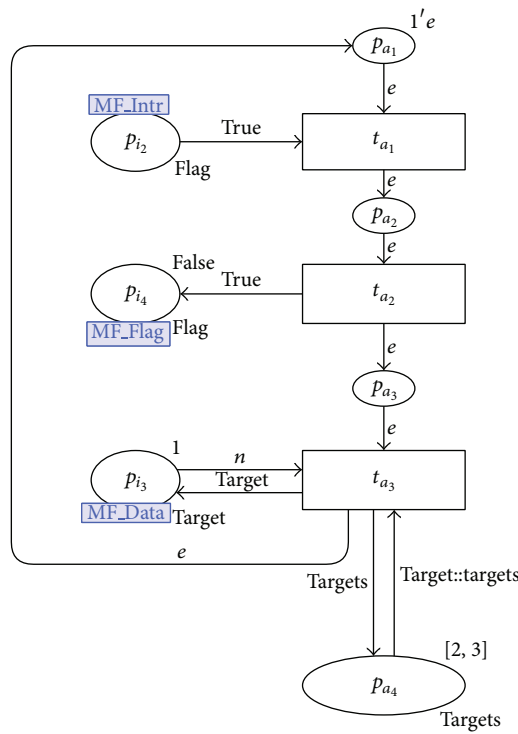 1′e
p_{a_1}
e
MF_Intr
True
p_{i_2}
t_{a_1}
Flag
e
p_{a_2}
e
False
True
p_{i_4}
t_{a_2}
MF_Flag
Flag
e
p_{a_3}
e
1
n
p_{i_3}
Target
t_{a_3}
MF_Data
Target
e
Targets
Target::targets
[2, 3]
p_{a_4}
Targets